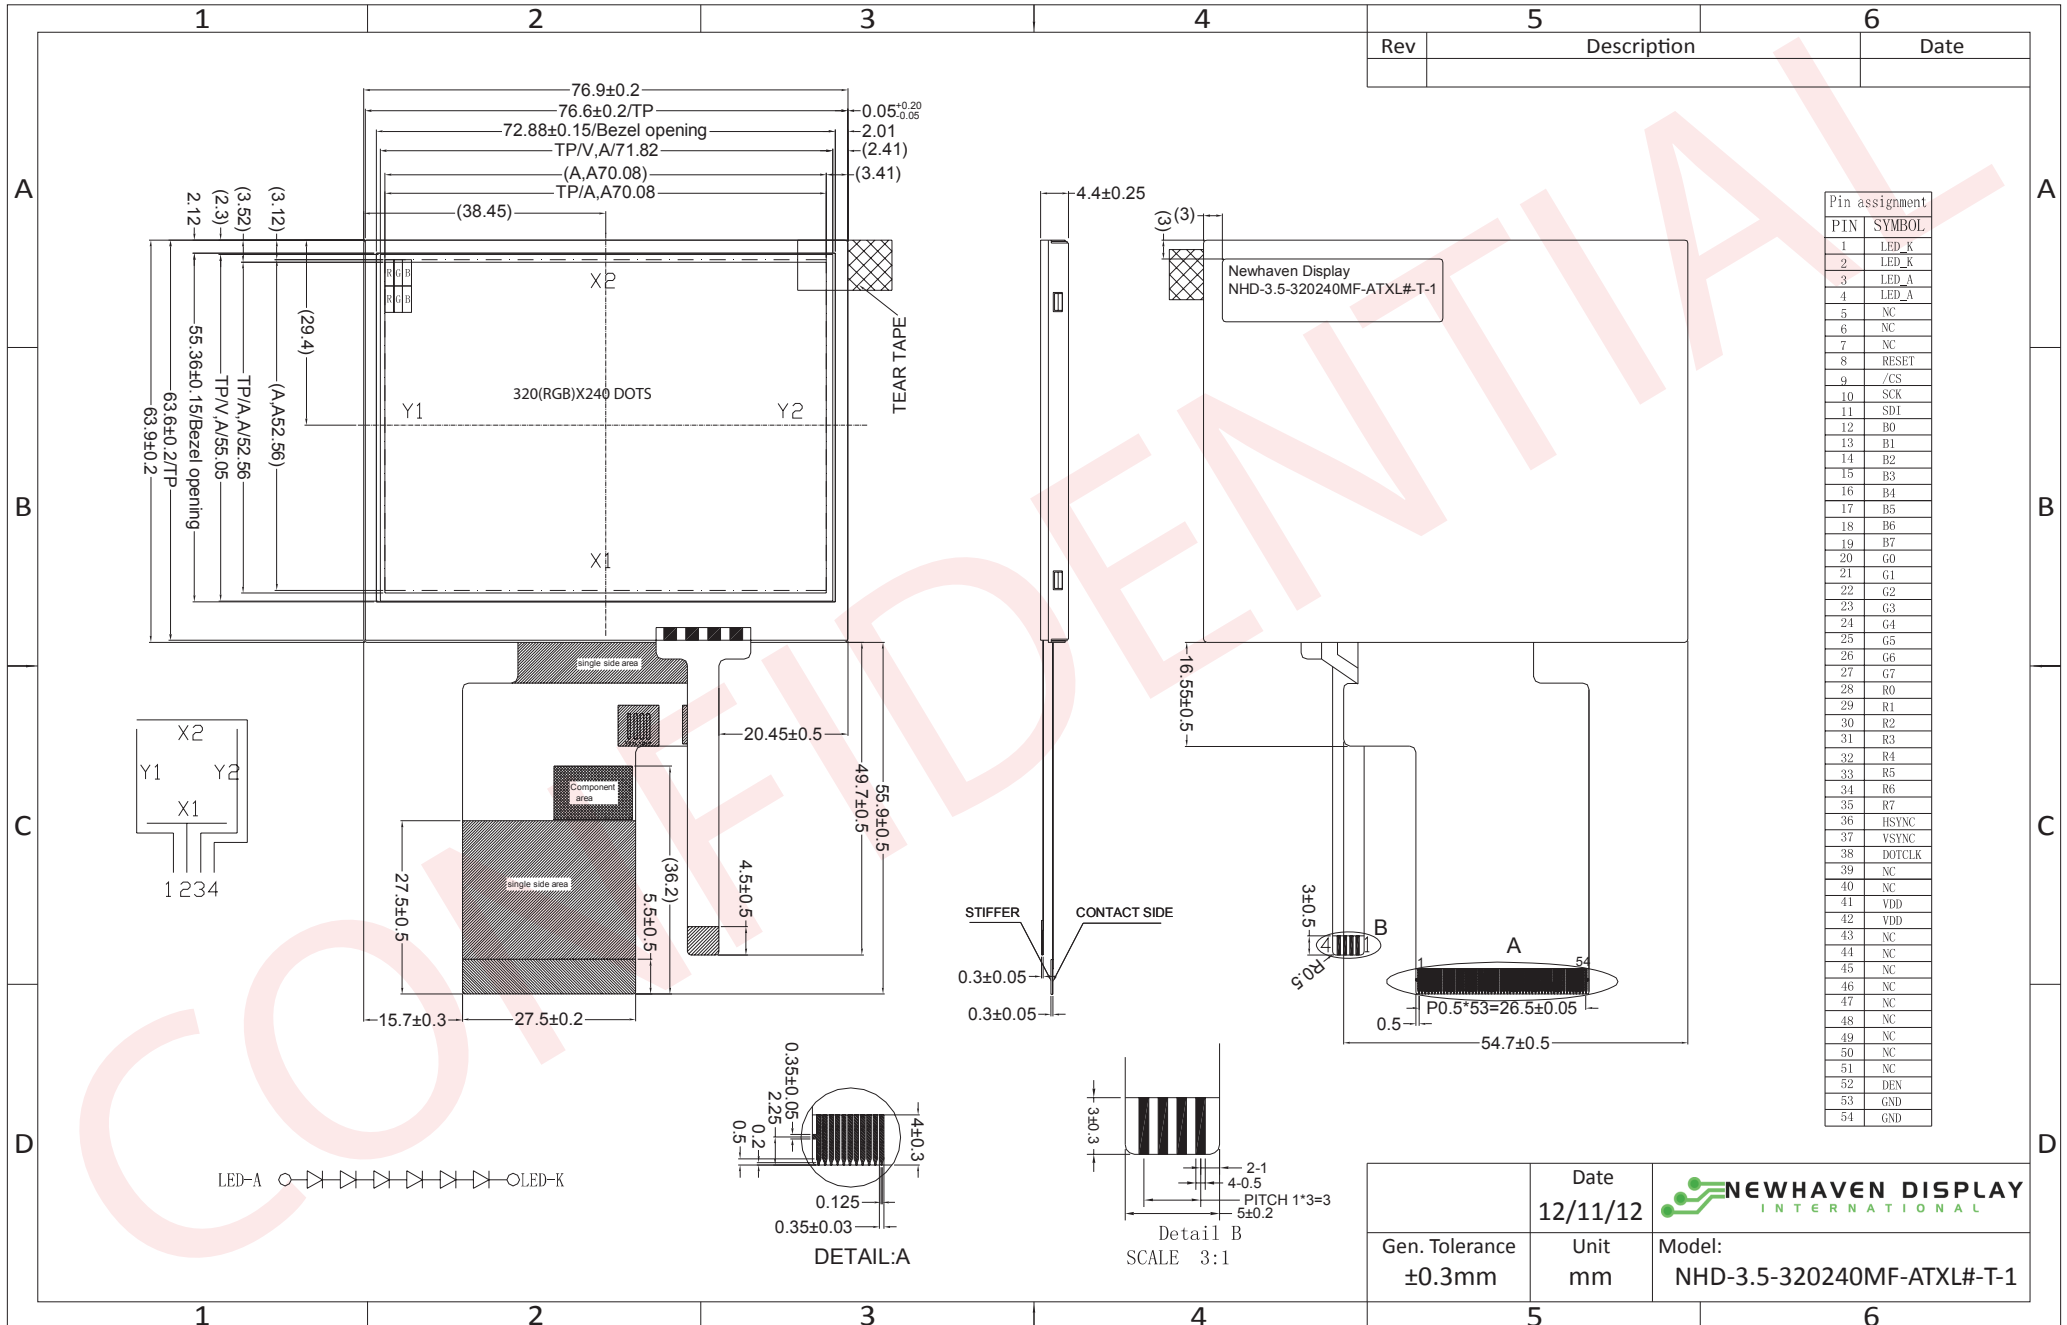 1 2 3 4 5 6
Rev Description Date
A
B
C
D
CONFIDENTIAL
76.9±0.2
76.6±0.2/TP
0.05 +0.20 -0.05
72.88±0.15/Bezel opening
2.01
TP/V,A/71.82
(2.41)
(A,A70.08)
(3.41)
TP/A,A70.08
(38.45)
2.12
(2.3)
(3.52)
(3.12)
(29.4)
63.9±0.2
63.6±0.2/TP
55.36±0.15/Bezel opening
TP/V,A/55.05
TP/A,A/52.56
(A,A52.56)
R G B
R G B
X2
320(RGB)X240 DOTS
Y1
Y2
X1
TEAR TAPE
single side area
20.45±0.5
49.7±0.5
55.9±0.5
Component
area
single side area
27.5±0.5
5.5±0.5
(36.2)
4.5±0.5
15.7±0.3
27.5±0.2
X2
Y1 Y2
X1
1234
LED-A
LED-K
4.4±0.25
STIFFER
CONTACT SIDE
0.3±0.05
0.3±0.05
(3)
(3)
Newhaven Display
NHD-3.5-320240MF-ATXL#-T-1
16.55±0.5
3±0.5
4 1
B
R0.5
A
1 54
P0.5*53=26.5±0.05
0.5
54.7±0.5
0.35±0.05
2.25
0.2
0.5
4±0.3
0.125
0.35±0.03
DETAIL:A
3±0.3
2-1
4-0.5
PITCH 1*3=3
5±0.2
Detail B
SCALE 3:1
Pin assignment
PIN SYMBOL
1 LED_K
2 LED_K
3 LED_A
4 LED_A
5 NC
6 NC
7 NC
8 RESET
9 /CS
10 SCK
11 SDI
12 B0
13 B1
14 B2
15 B3
16 B4
17 B5
18 B6
19 B7
20 G0
21 G1
22 G2
23 G3
24 G4
25 G5
26 G6
27 G7
28 R0
29 R1
30 R2
31 R3
32 R4
33 R5
34 R6
35 R7
36 HSYNC
37 VSYNC
38 DOTCLK
39 NC
40 NC
41 VDD
42 VDD
43 NC
44 NC
45 NC
46 NC
47 NC
48 NC
49 NC
50 NC
51 NC
52 DEN
53 GND
54 GND
A
B
C
D
Date
12/11/12
NEWHAVEN DISPLAY
INTERNATIONAL
Gen. Tolerance
±0.3mm
Unit
mm
Model:
NHD-3.5-320240MF-ATXL#-T-1
1 2 3 4 5 6